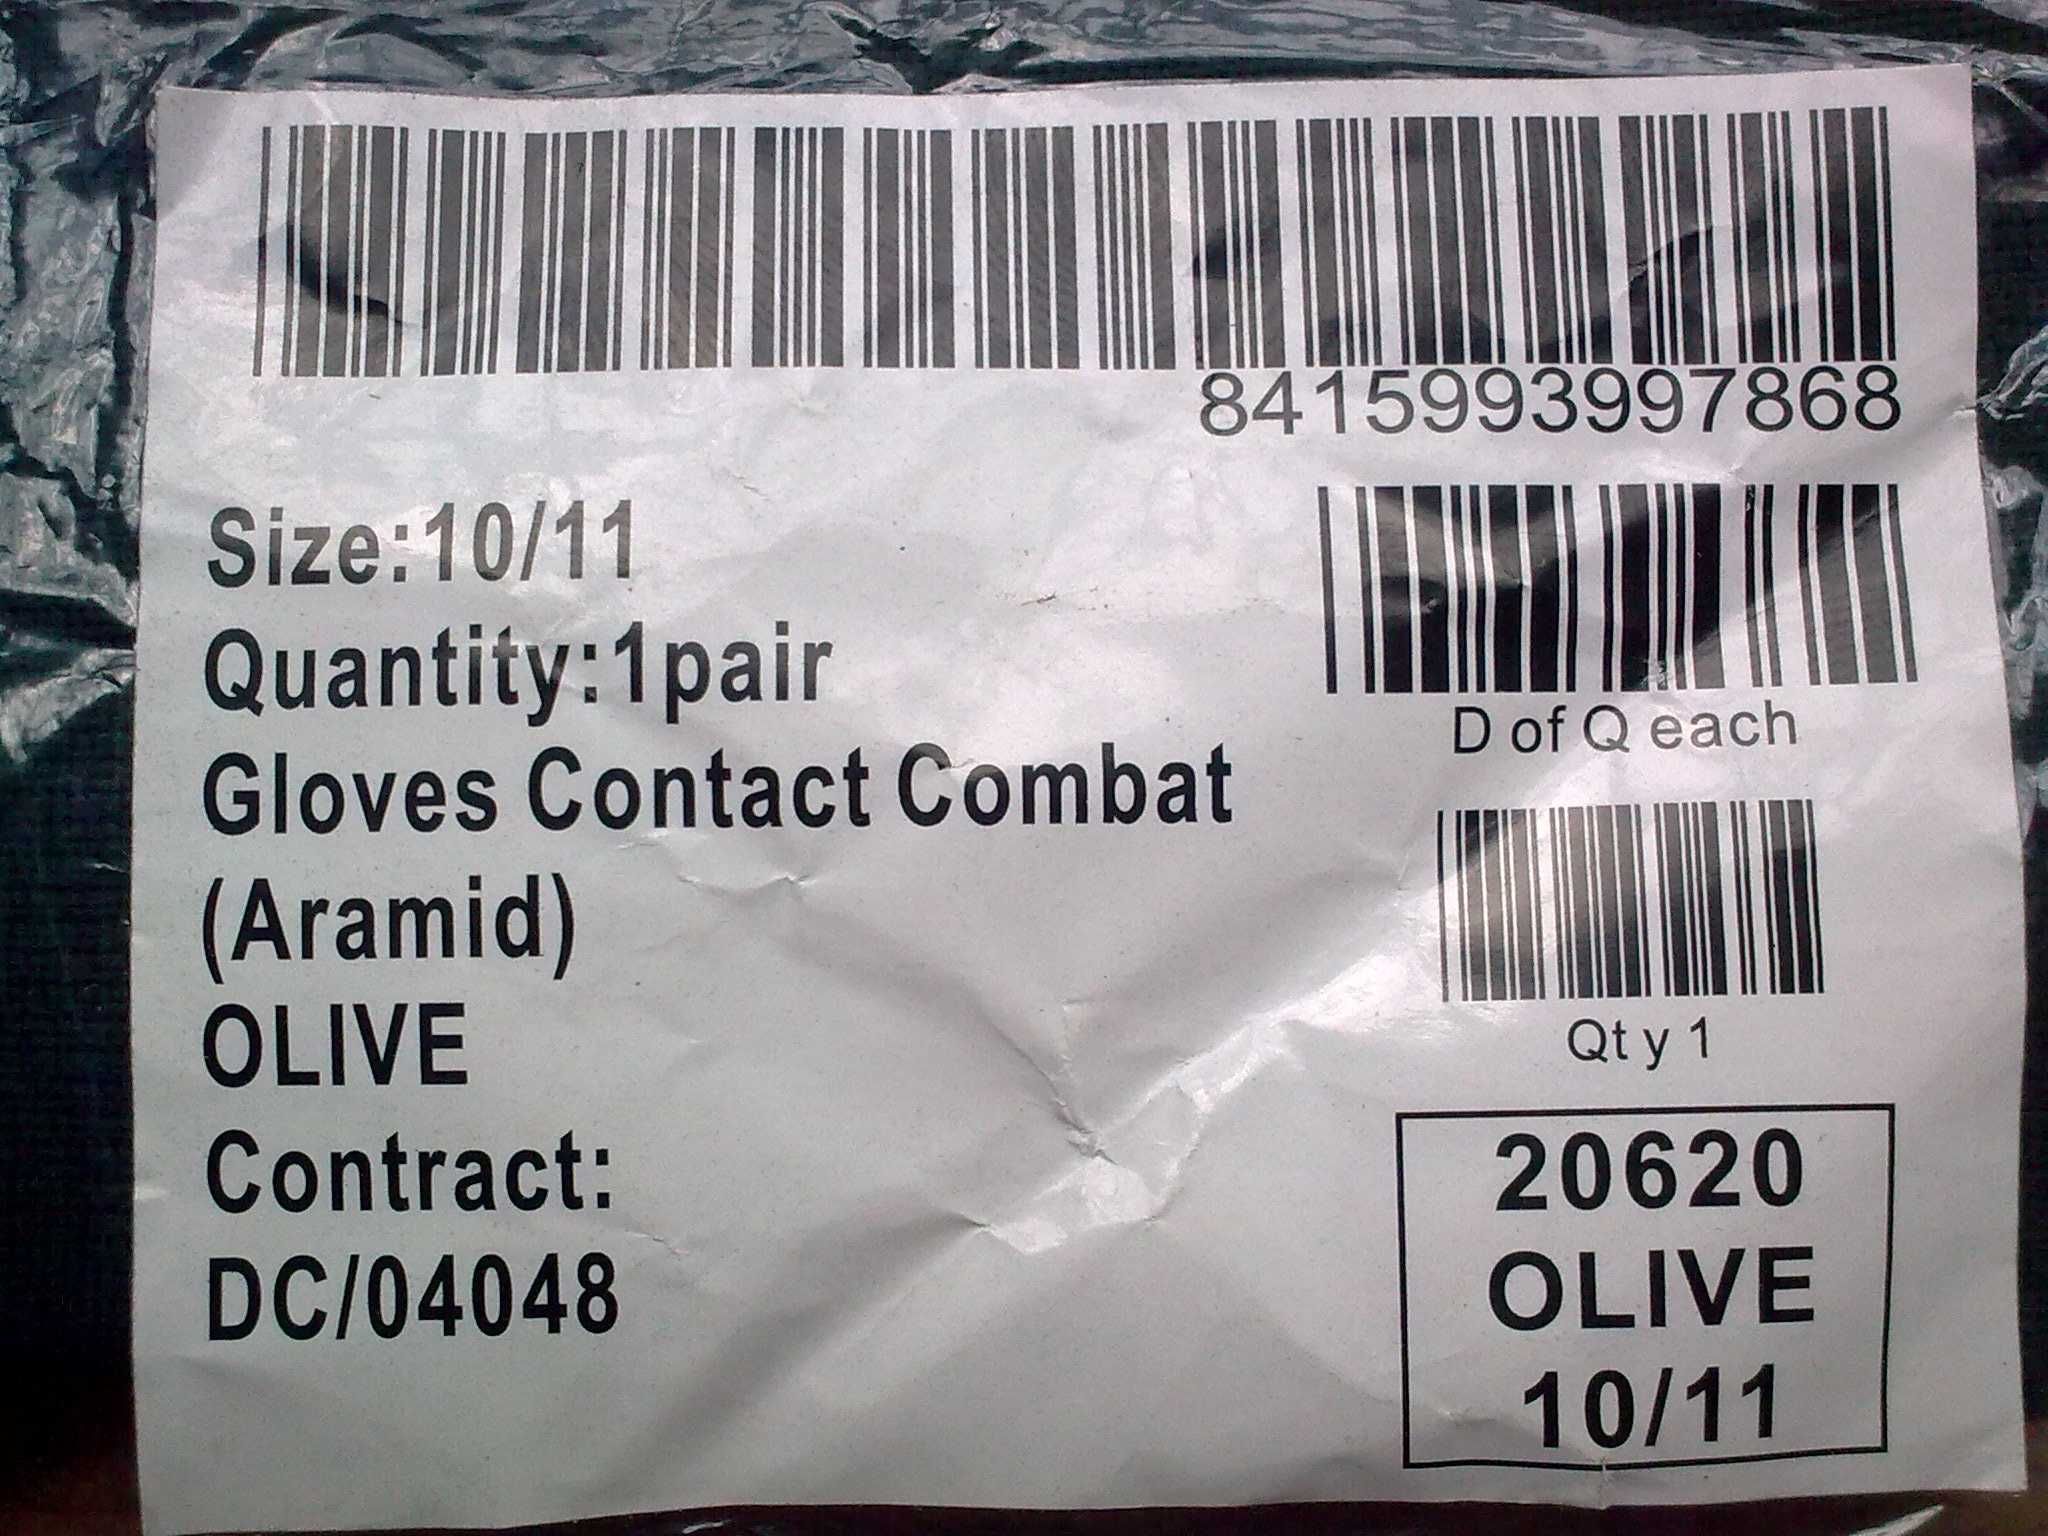 8415993997868
Size:10/11
Quantity:1pair
Gloves Contact Combat
(Aramid)
OLIVE
Contract:
DC/04048
D of Q each
Qty 1
20620
OLIVE
10/11